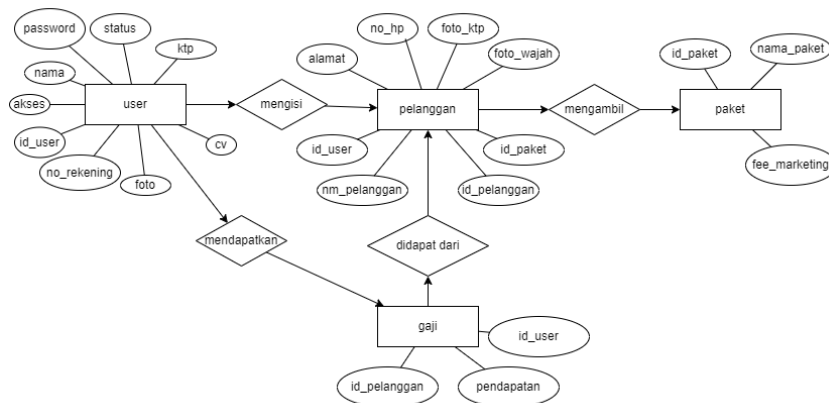 password
status
ktp
nama
akses
user
id_user
no_rekening
foto
cv
mengisi
no_hp
foto_ktp
alamat
foto_wajah
pelanggan
id_user
id_paket
nm_pelanggan
id_pelanggan
mengambil
id_paket
nama_paket
paket
fee_marketing
mendapatkan
didapat dari
gaji
id_user
id_pelanggan
pendapatan